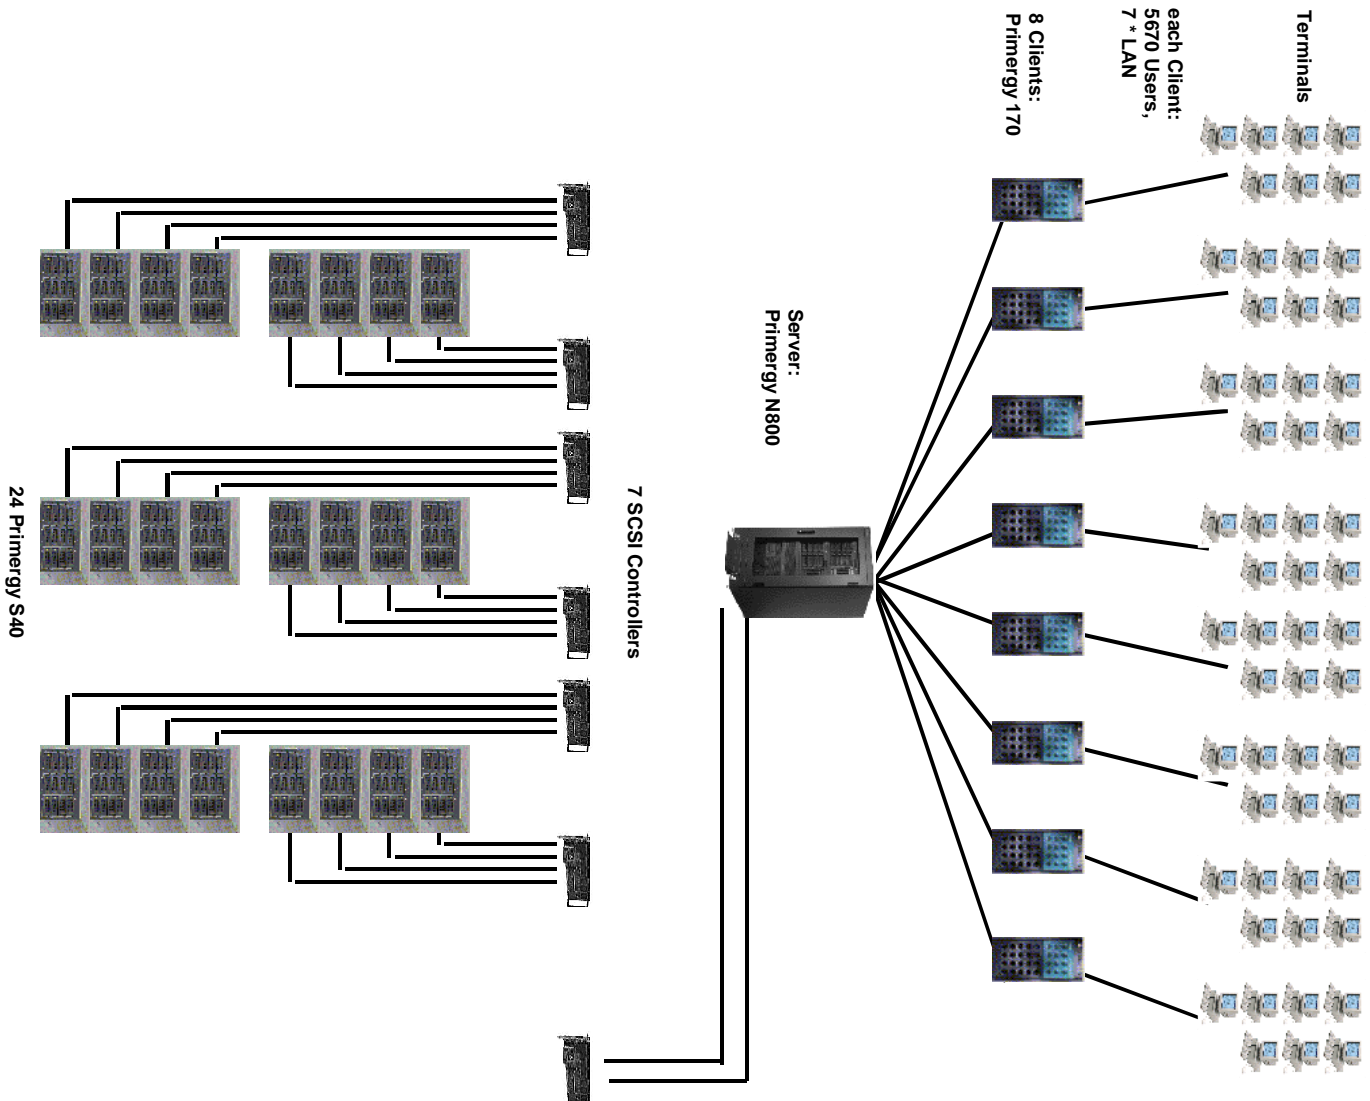 Terminals
each Client:
5670 Users,
7 * LAN
8 Clients:
Primergy 170
Server:
Primergy N800
7 SCSI Controllers
24 Primergy S40